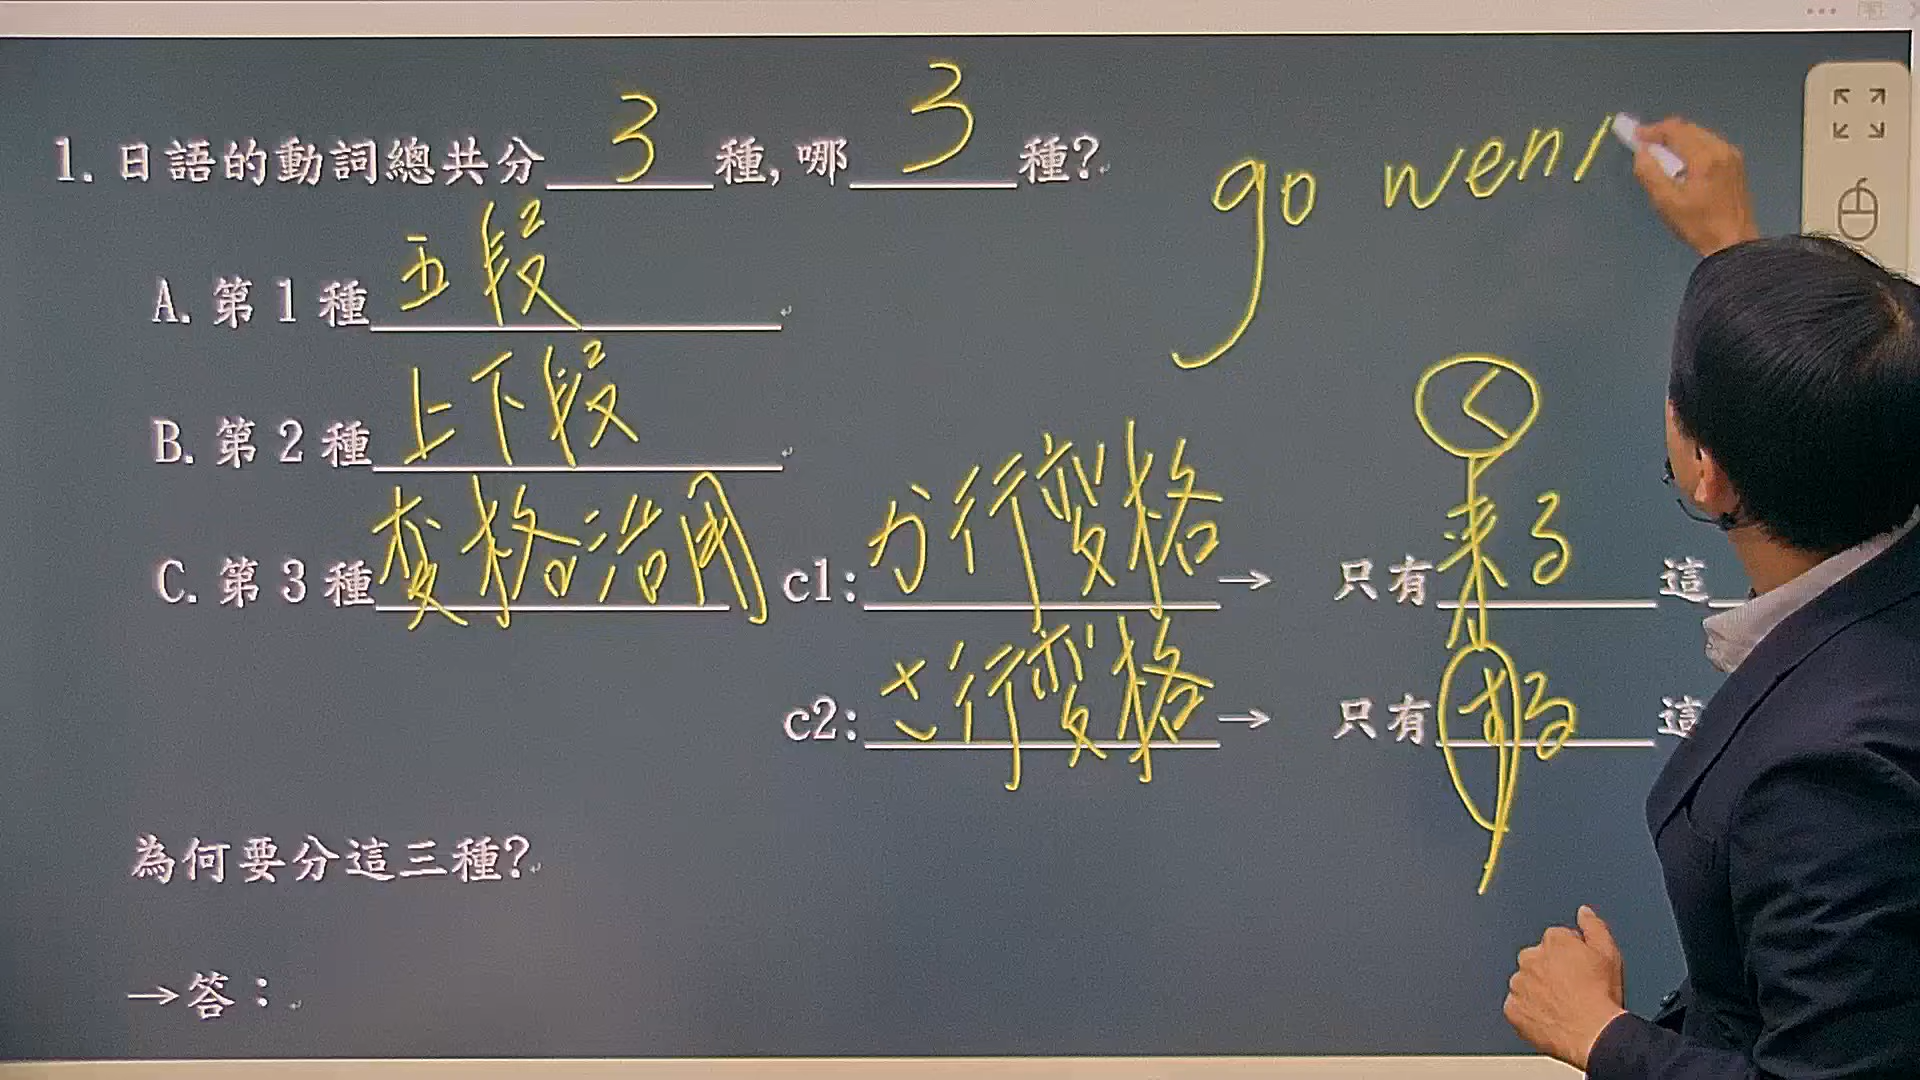 1. 日語的動詞總共分 3 種, 哪 3 種?
go wen
A. 第 1 種 五段
B. 第 2 種 上下段
く
C. 第 3 種 変格活用 c1: カ行変格 → 只有 来る 這
c2: さ行変格 → 只有 する 這
為何要分這三種?
→答：